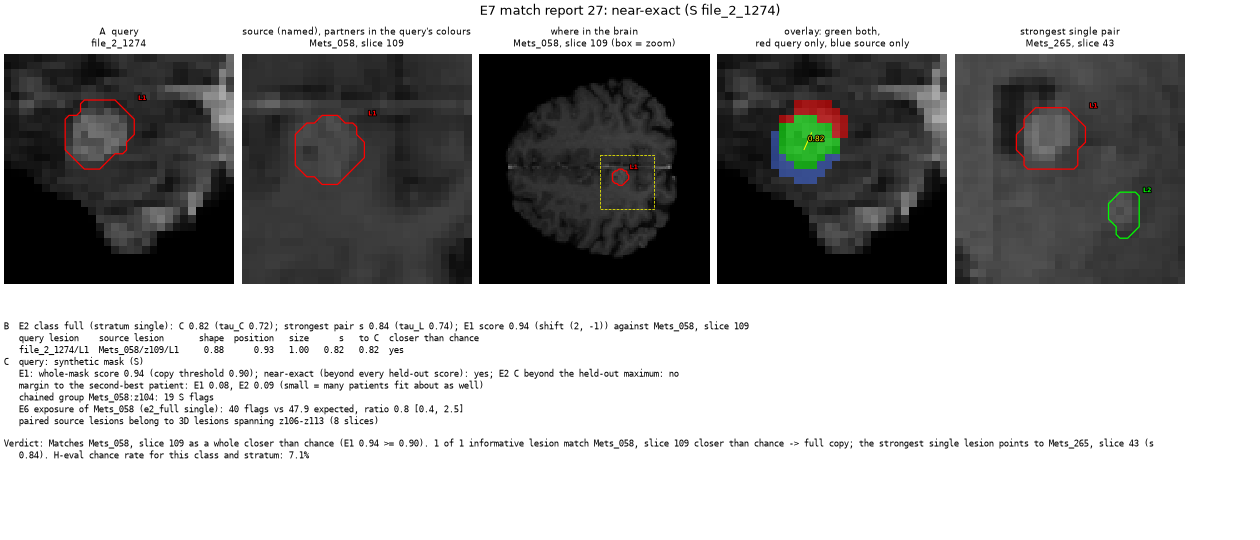 E7 match report 27: near-exact (S file_2_1274)
A query
file_2_1274
source (named), partners in the query's colours
Mets_058, slice 109
where in the brain
Mets_058, slice 109 (box = zoom)
overlay: green both,
red query only, blue source only
strongest single pair
Mets_265, slice 43
L1
L1
L1
0.82
L1
L2
B E2 class full (stratum single): C 0.82 (tau_C 0.72); strongest pair s 0.84 (tau_L 0.74); E1 score 0.94 (shift (2, -1)) against Mets_058, slice 109
query lesion source lesion shape position size s to C closer than chance
file_2_1274/L1 Mets_058/z109/L1 0.88 0.93 1.00 0.82 0.82 yes
C query: synthetic mask (S)
E1: whole-mask score 0.94 (copy threshold 0.90); near-exact (beyond every held-out score): yes; E2 C beyond the held-out maximum: no
margin to the second-best patient: E1 0.08, E2 0.09 (small = many patients fit about as well)
chained group Mets_058:z104: 19 S flags
E6 exposure of Mets_058 (e2_full single): 40 flags vs 47.9 expected, ratio 0.8 [0.4, 2.5]
paired source lesions belong to 3D lesions spanning z106-z113 (8 slices)
Verdict: Matches Mets_058, slice 109 as a whole closer than chance (E1 0.94 >= 0.90). 1 of 1 informative lesion match Mets_058, slice 109 closer than chance -> full copy; the strongest single lesion points to Mets_265, slice 43 (s
0.84). H-eval chance rate for this class and stratum: 7.1%